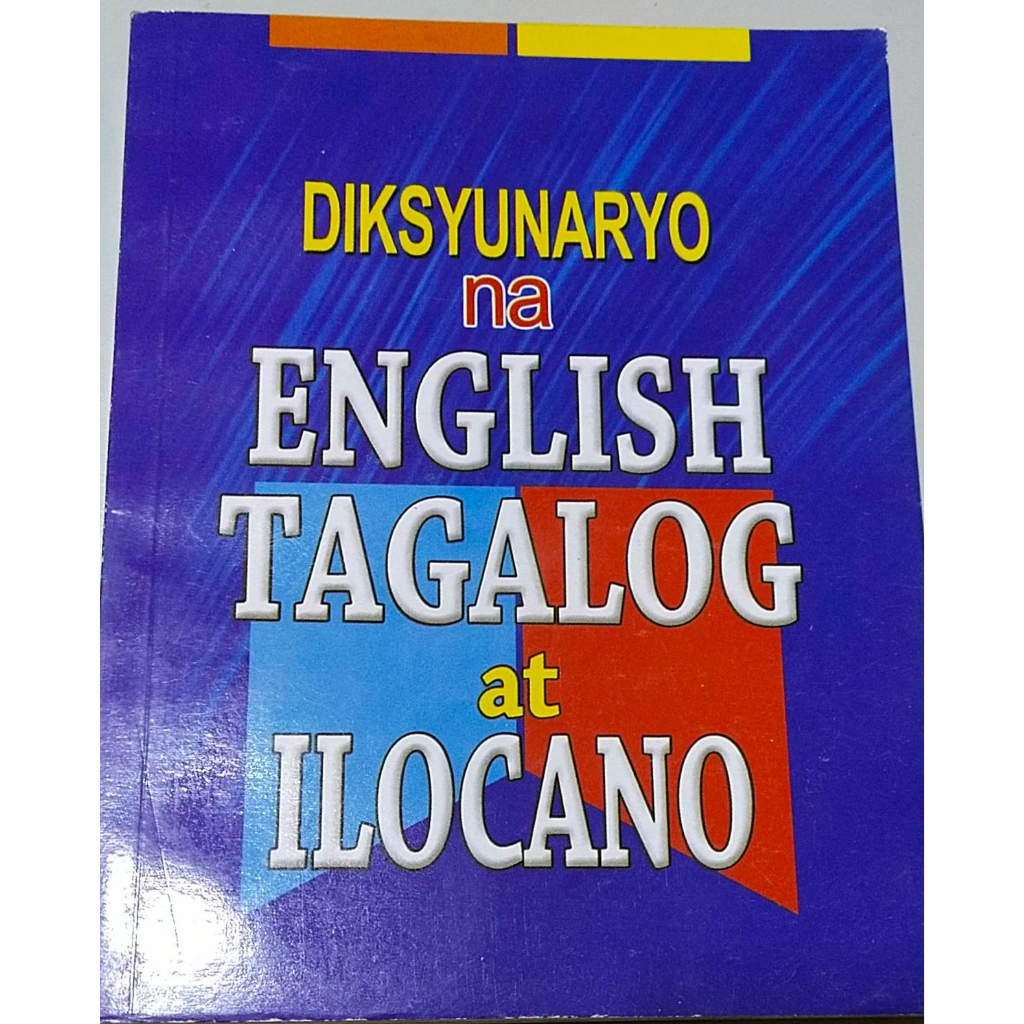 DIKSYUNARYO
na
ENGLISH
TAGALOG
at
ILOCANO